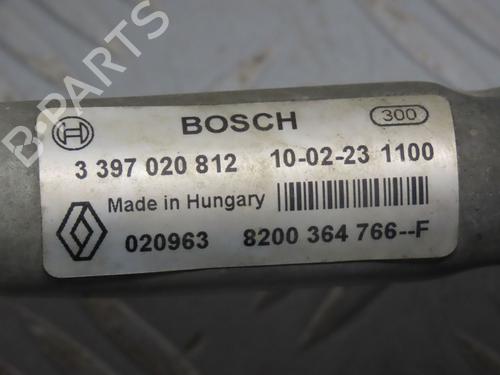 B-PARTS
BOSCH 300
3 397 020 812 10-02-23 1100
Made in Hungary
020963 8200 364 766--F